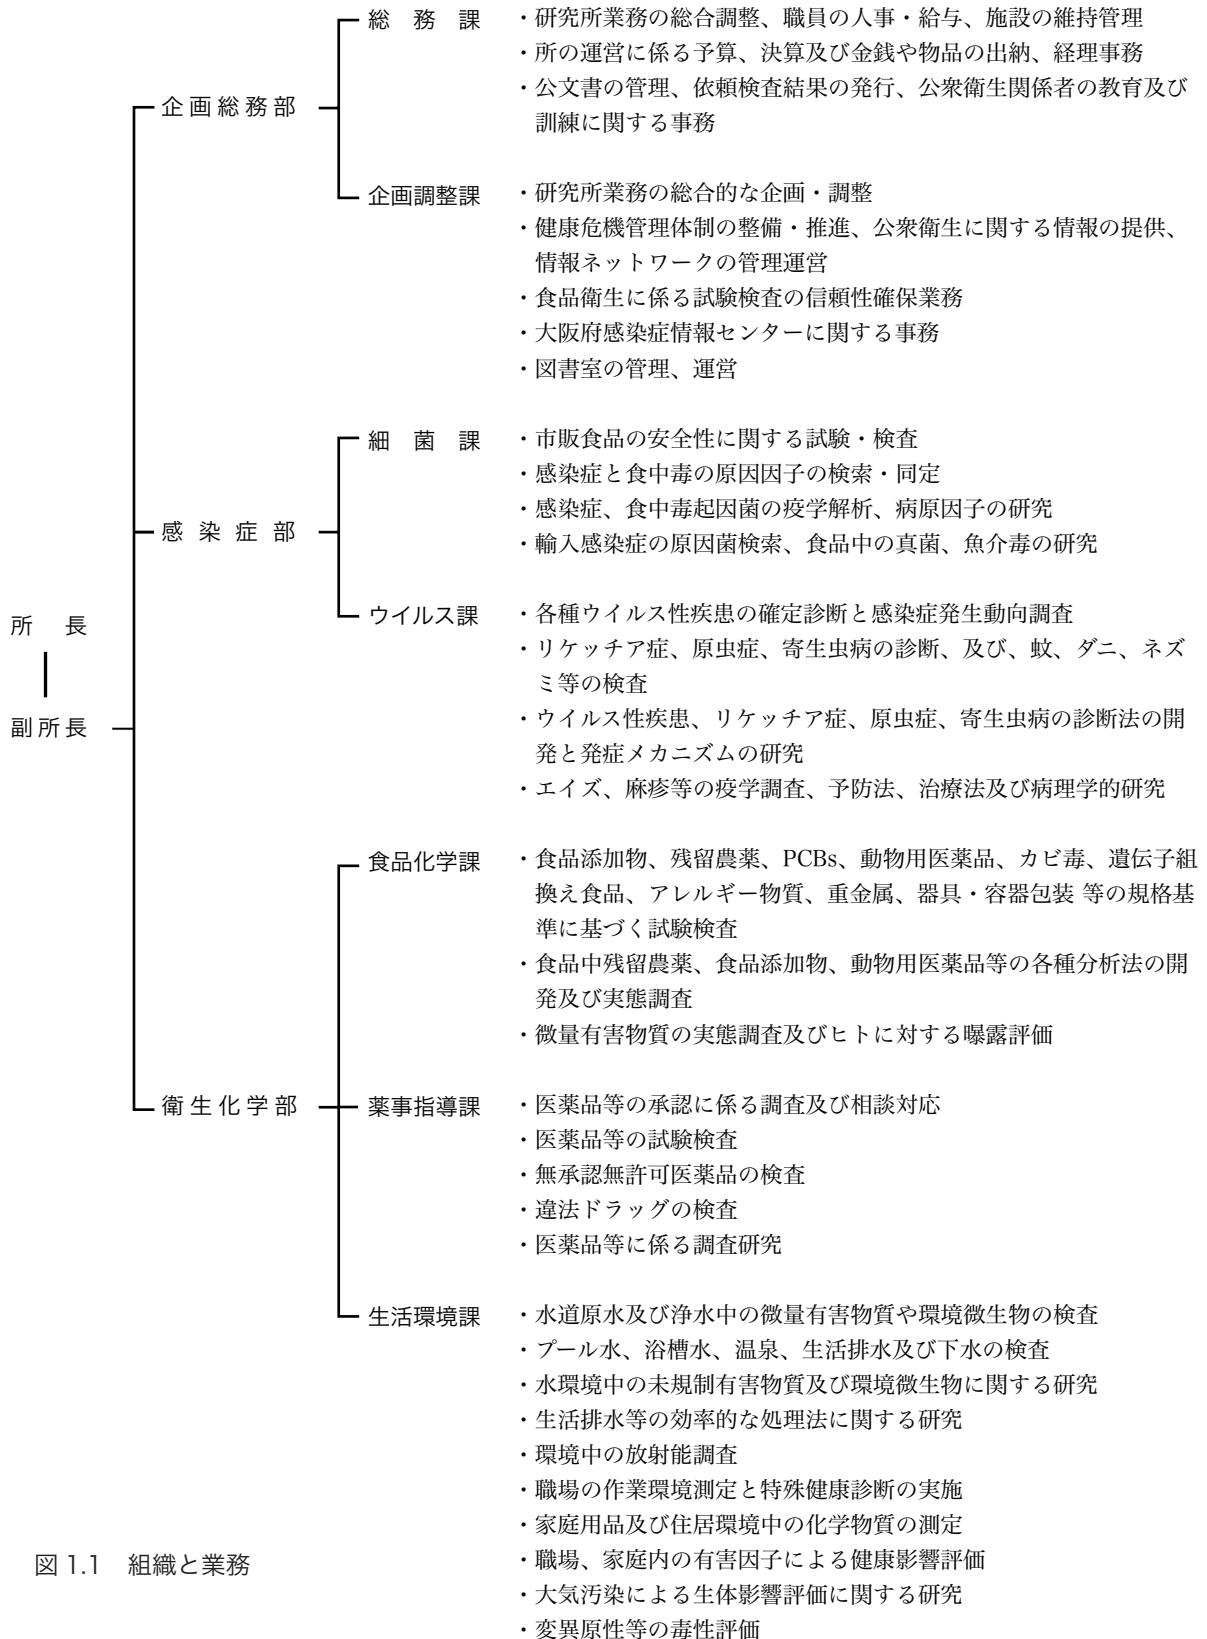 所　長
副所長
企画総務部
総　務　課
・研究所業務の総合調整、職員の人事・給与、施設の維持管理
・所の運営に係る予算、決算及び金銭や物品の出納、経理事務
・公文書の管理、依頼検査結果の発行、公衆衛生関係者の教育及び
訓練に関する事務
企画調整課
・研究所業務の総合的な企画・調整
・健康危機管理体制の整備・推進、公衆衛生に関する情報の提供、
情報ネットワークの管理運営
・食品衛生に係る試験検査の信頼性確保業務
・大阪府感染症情報センターに関する事務
・図書室の管理、運営
感染症部
細　菌　課
・市販食品の安全性に関する試験・検査
・感染症と食中毒の原因因子の検索・同定
・感染症、食中毒起因菌の疫学解析、病原因子の研究
・輸入感染症の原因菌検索、食品中の真菌、魚介毒の研究
ウイルス課
・各種ウイルス性疾患の確定診断と感染症発生動向調査
・リケッチア症、原虫症、寄生虫病の診断、及び、蚊、ダニ、ネズ
ミ等の検査
・ウイルス性疾患、リケッチア症、原虫症、寄生虫病の診断法の開
発と発症メカニズムの研究
・エイズ、麻疹等の疫学調査、予防法、治療法及び病理学的研究
衛生化学部
食品化学課
・食品添加物、残留農薬、PCBs、動物用医薬品、カビ毒、遺伝子組
換え食品、アレルギー物質、重金属、器具・容器包装 等の規格基
準に基づく試験検査
・食品中残留農薬、食品添加物、動物用医薬品等の各種分析法の開
発及び実態調査
・微量有害物質の実態調査及びヒトに対する曝露評価
薬事指導課
・医薬品等の承認に係る調査及び相談対応
・医薬品等の試験検査
・無承認無許可医薬品の検査
・違法ドラッグの検査
・医薬品等に係る調査研究
生活環境課
・水道原水及び浄水中の微量有害物質や環境微生物の検査
・プール水、浴槽水、温泉、生活排水及び下水の検査
・水環境中の未規制有害物質及び環境微生物に関する研究
・生活排水等の効率的な処理法に関する研究
・環境中の放射能調査
・職場の作業環境測定と特殊健康診断の実施
・家庭用品及び住居環境中の化学物質の測定
・職場、家庭内の有害因子による健康影響評価
・大気汚染による生体影響評価に関する研究
・変異原性等の毒性評価
図 1.1　組織と業務